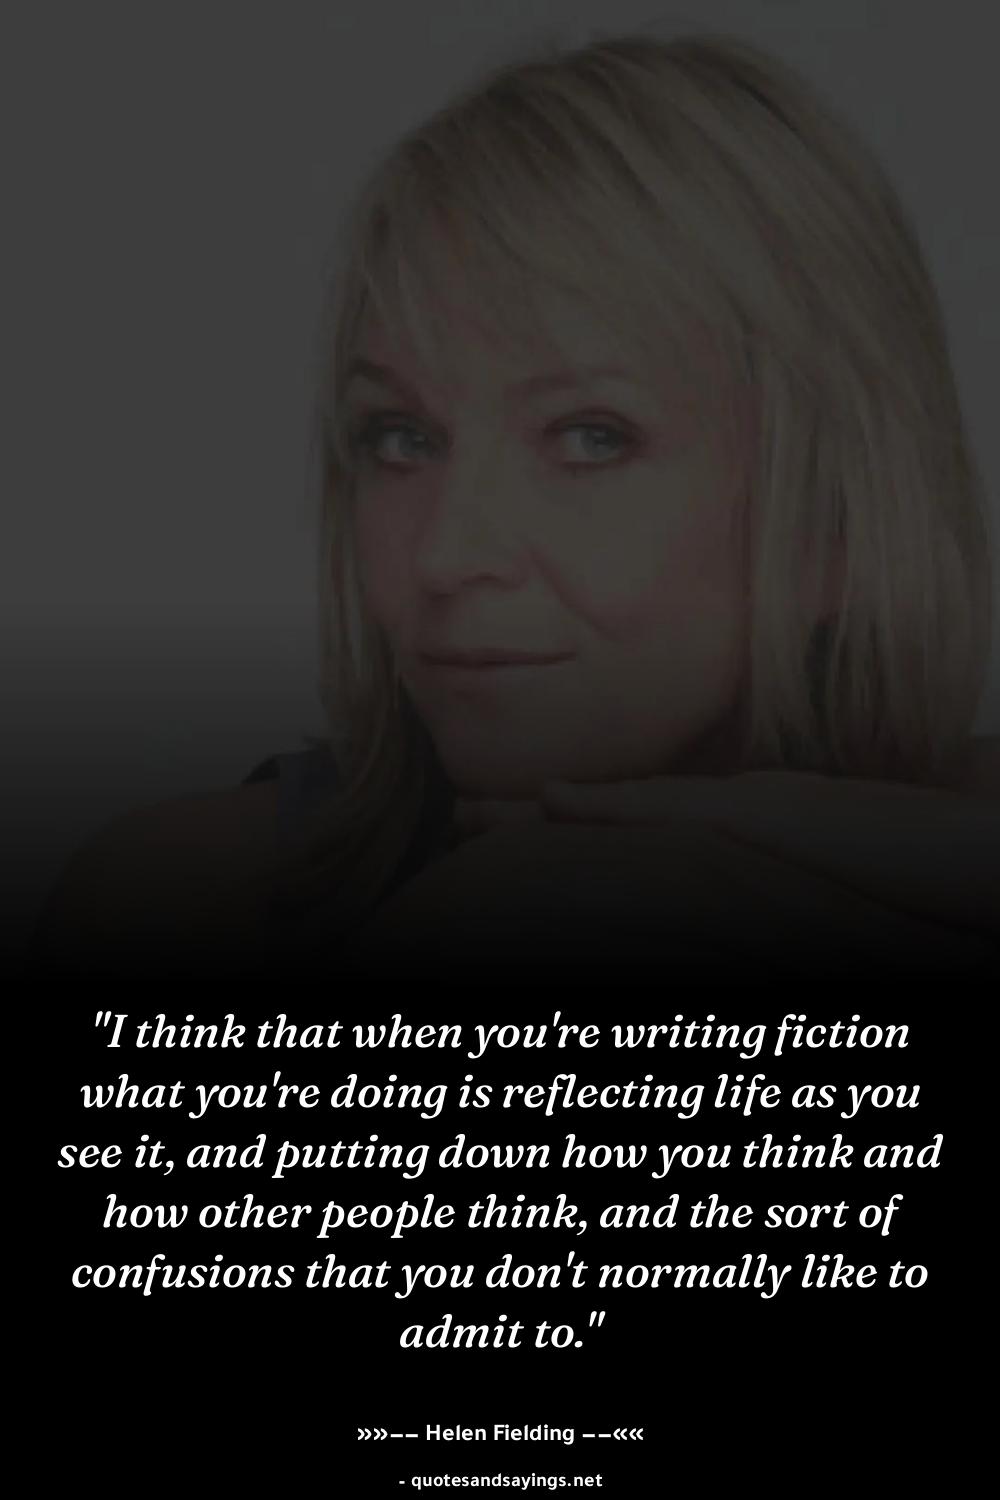 "I think that when you're writing fiction
what you're doing is reflecting life as you
see it, and putting down how you think and
how other people think, and the sort of
confusions that you don't normally like to
admit to."
»»−− Helen Fielding −−««
- quotesandsayings.net